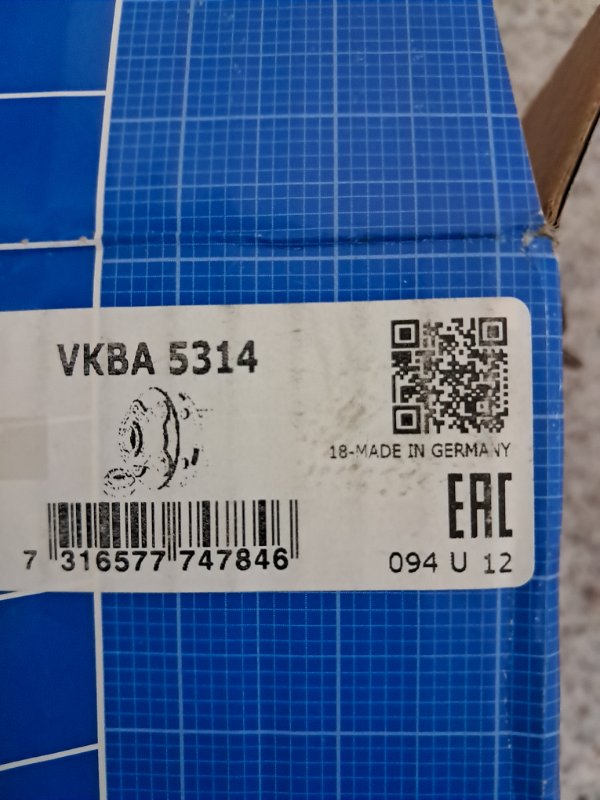 VKBA 5314
18-MADE IN GERMANY
EAC
7 316577 747846
094 U 12